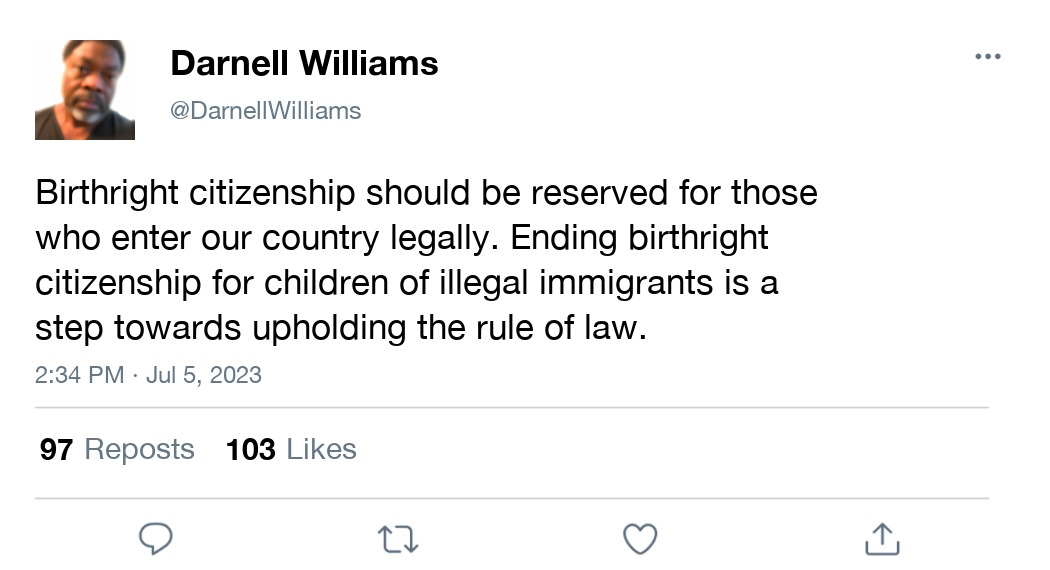 Darnell Williams
@DarnellWilliams
Birthright citizenship should be reserved for those
who enter our country legally. Ending birthright
citizenship for children of illegal immigrants is a
step towards upholding the rule of law.
2:34 PM · Jul 5, 2023
97 Reposts 103 Likes